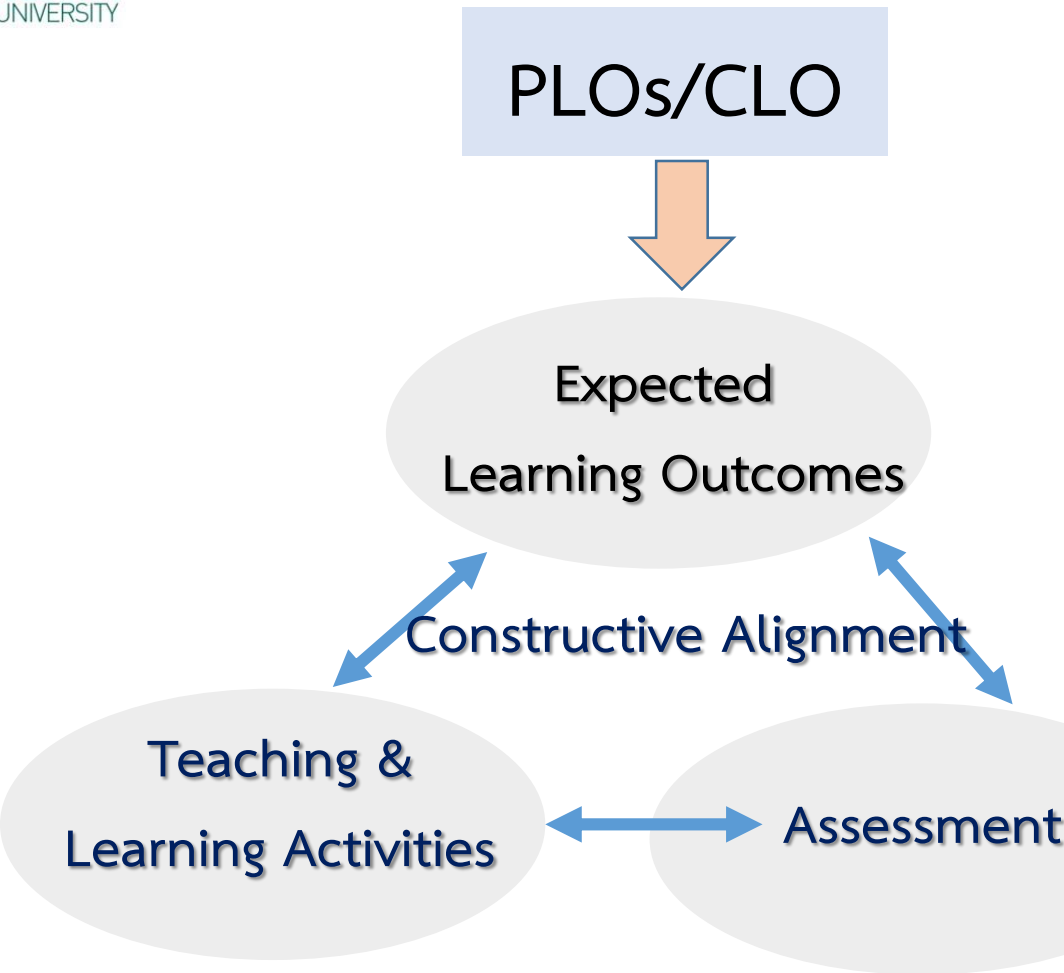 UNIVERSITY
PLOs/CLO
Expected
Learning Outcomes
Constructive Alignment
Teaching &
Learning Activities
Assessment